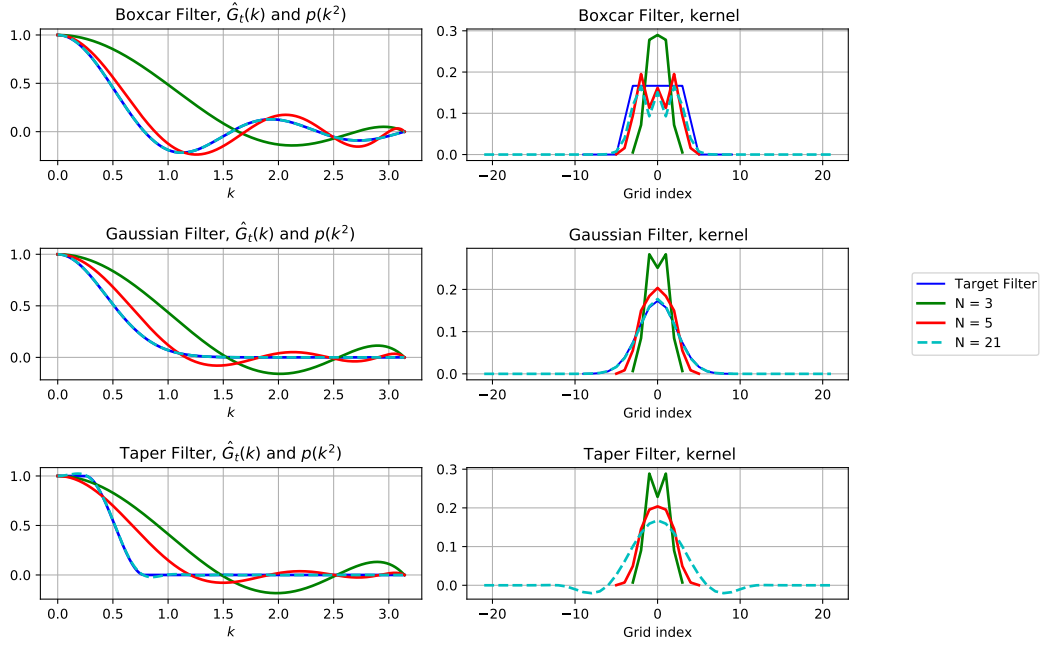 Boxcar Filter, Ĝ_t(k) and p(k²)
1.0
0.5
0.0
0.0 0.5 1.0 1.5 2.0 2.5 3.0
k
Boxcar Filter, kernel
0.3
0.2
0.1
0.0
−20 −10 0 10 20
Grid index
Gaussian Filter, Ĝ_t(k) and p(k²)
1.0
0.5
0.0
0.0 0.5 1.0 1.5 2.0 2.5 3.0
k
Gaussian Filter, kernel
0.2
0.1
0.0
−20 −10 0 10 20
Grid index
Target Filter
N = 3
N = 5
N = 21
Taper Filter, Ĝ_t(k) and p(k²)
1.0
0.5
0.0
0.0 0.5 1.0 1.5 2.0 2.5 3.0
k
Taper Filter, kernel
0.3
0.2
0.1
0.0
−20 −10 0 10 20
Grid index